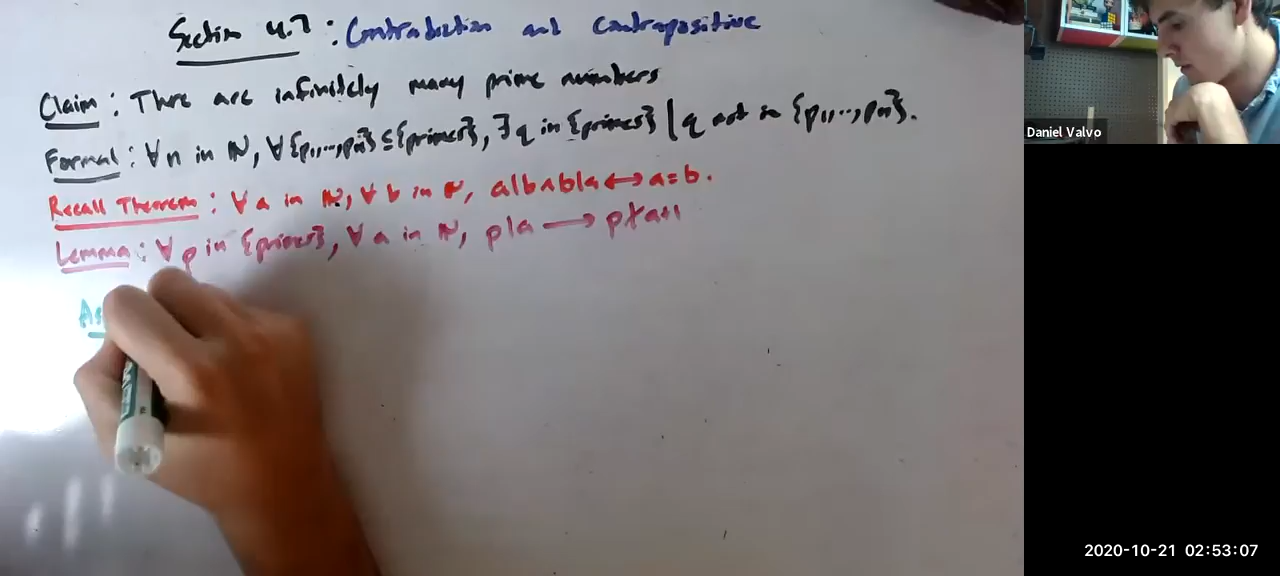 Section 4.7 : Contradiction and contrapositive
Claim : There are infinitely many prime numbers
Formal : ∀ n in ℕ, ∀ {p₁,...,pₙ} ⊆ {primes}, ∃ q in {primes} | q not in {p₁,...,pₙ}.
Recall Theorem : ∀ a in ℕ, ∀ b in ℕ, a|b ∧ b|a ↔ a=b.
Lemma : ∀ p in {primes}, ∀ a in ℕ, p|a → p∤a+1
As
Daniel Valvo
2020-10-21 02:53:07